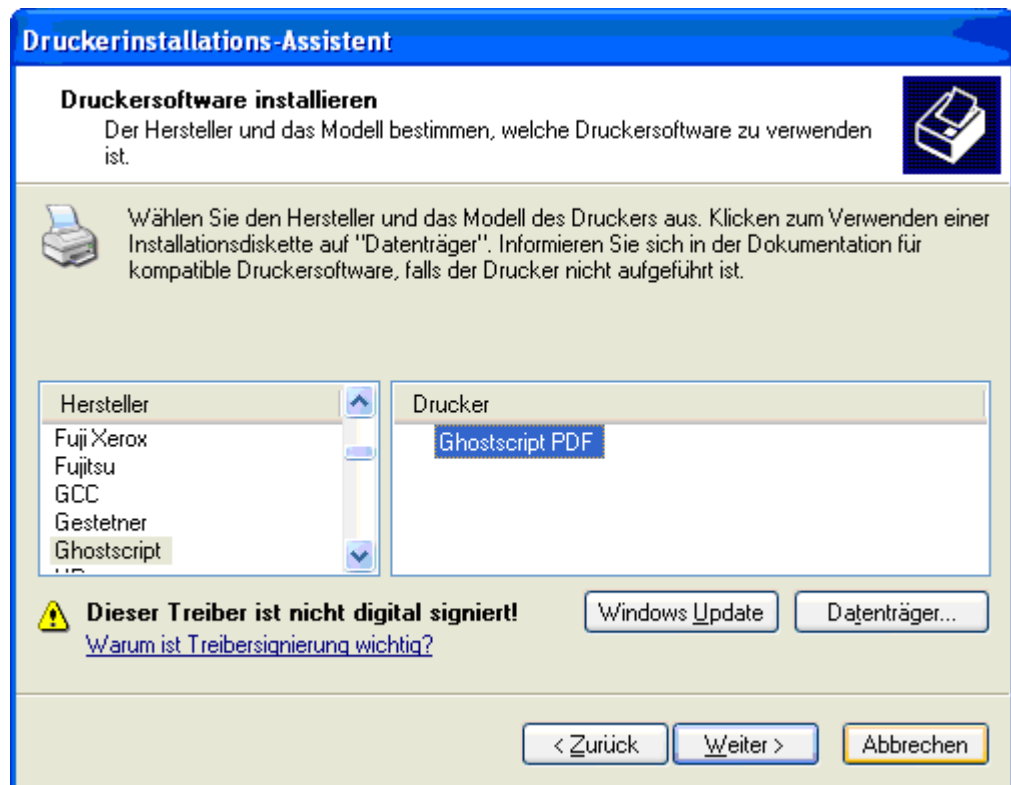 Druckerinstallations-Assistent
Druckersoftware installieren
Der Hersteller und das Modell bestimmen, welche Druckersoftware zu verwenden
ist.
Wählen Sie den Hersteller und das Modell des Druckers aus. Klicken zum Verwenden einer
Installationsdiskette auf "Datenträger". Informieren Sie sich in der Dokumentation für
kompatible Druckersoftware, falls der Drucker nicht aufgeführt ist.
Hersteller
Fuji Xerox
Fujitsu
GCC
Gestetner
Ghostscript
Drucker
Ghostscript PDF
Dieser Treiber ist nicht digital signiert!
Warum ist Treibersignierung wichtig?
Windows Update
Datenträger...
< Zurück
Weiter >
Abbrechen